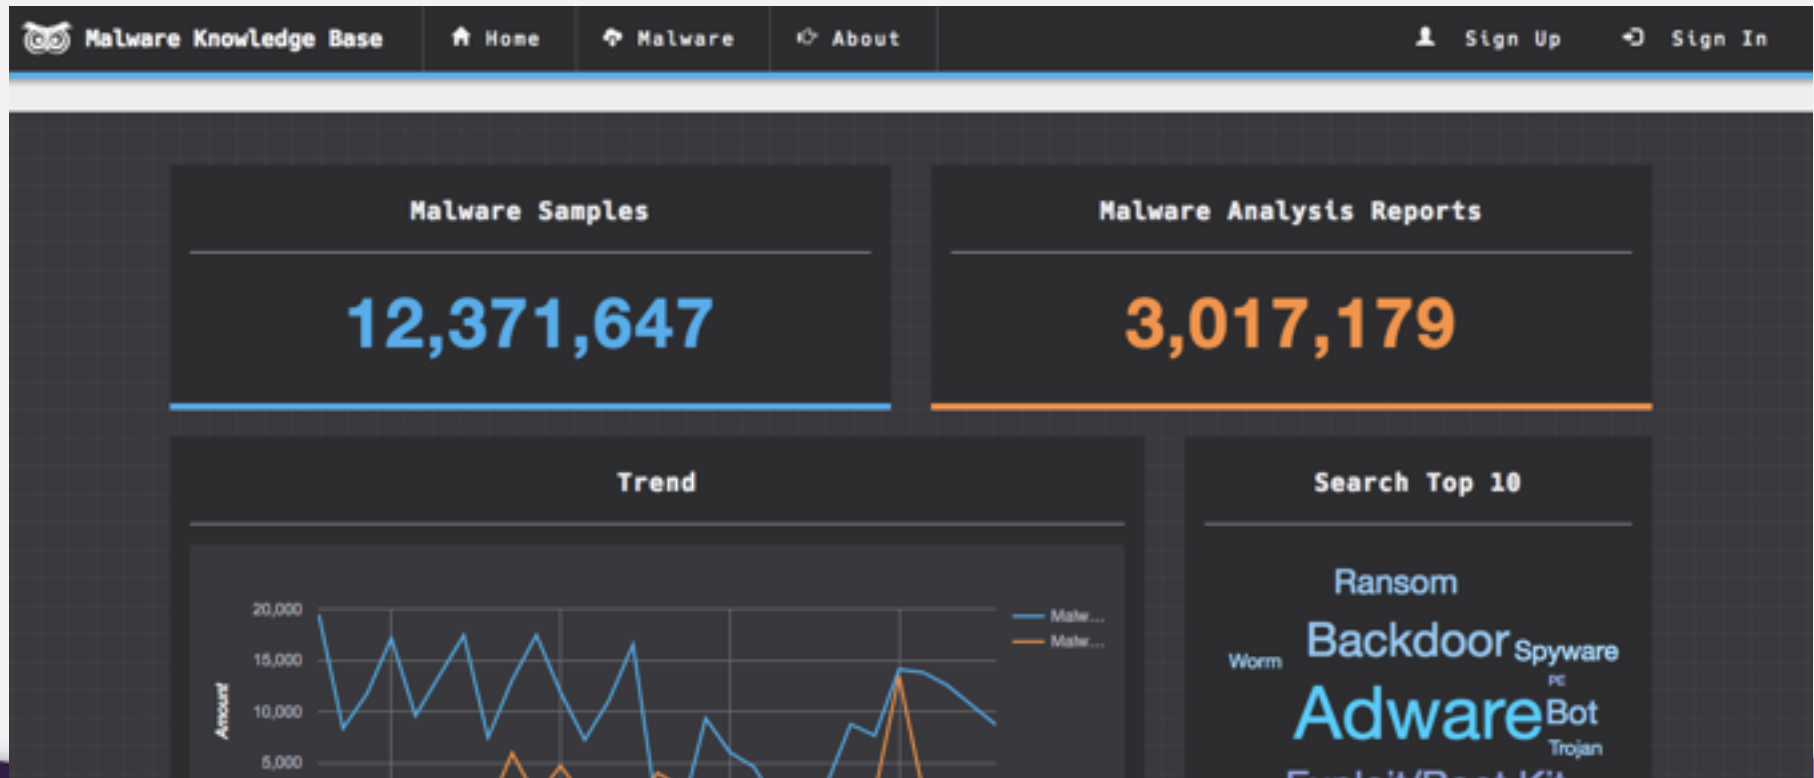 Malware Knowledge Base Home Malware About Sign Up Sign In
Malware Samples
12,371,647
Malware Analysis Reports
3,017,179
Trend
20,000
15,000
10,000
5,000
Amount
Malw...
Malw...
Search Top 10
Ransom
Backdoor
Spyware
Worm
PE
Adware
Bot
Trojan